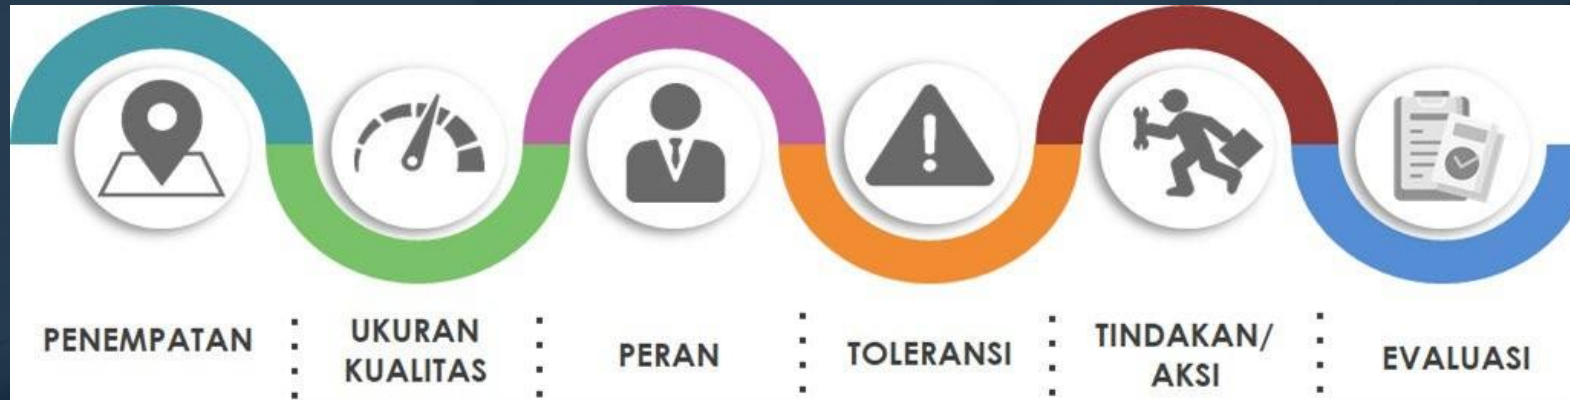 PENEMPATAN
UKURAN
KUALITAS
PERAN
TOLERANSI
TINDAKAN/
AKSI
EVALUASI